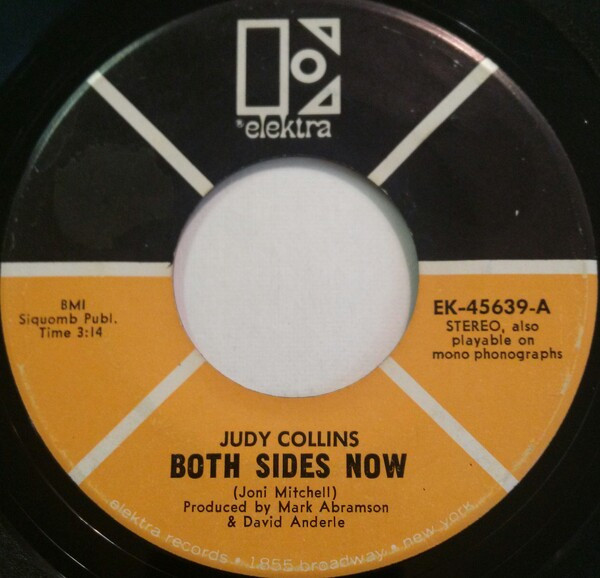 elektra
BMI
Siquomb Publ.
Time 3:14
EK-45639-A
STEREO, also
playable on
mono phonographs
JUDY COLLINS
BOTH SIDES NOW
(Joni Mitchell)
Produced by Mark Abramson
& David Anderle
elektra records • 1855 broadway • new york